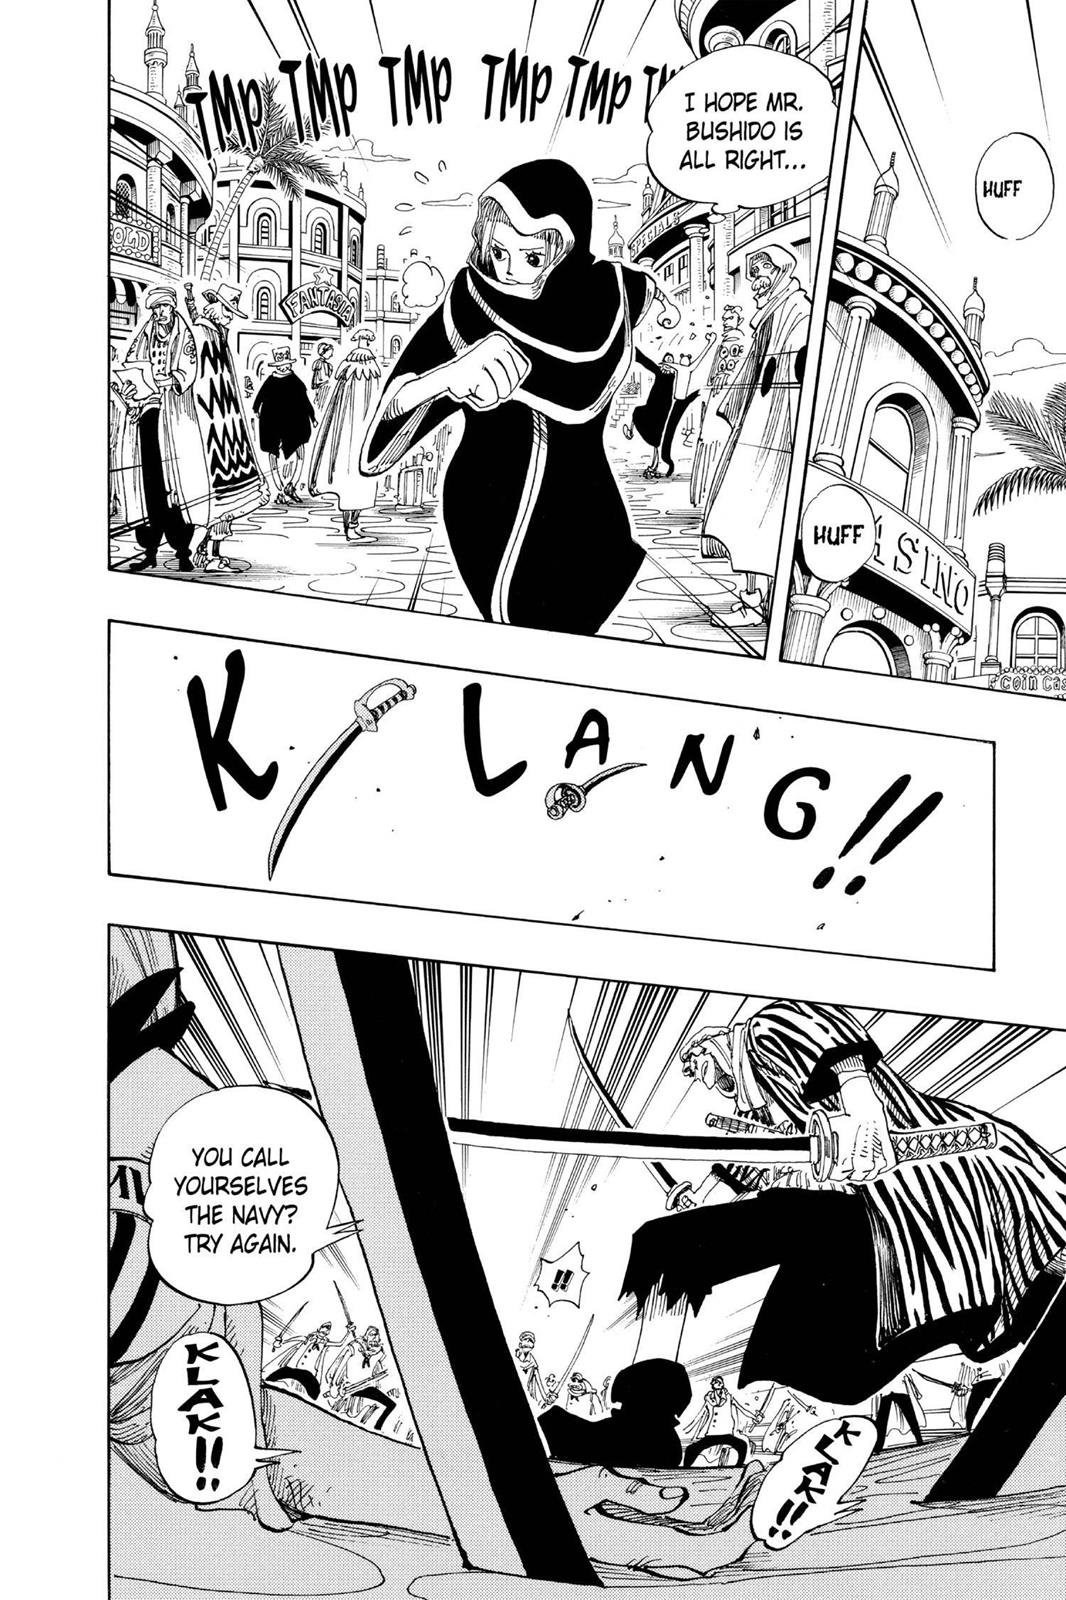 HUFF
HUFF
ASINO
COIN CAS
I HOPE MR.
BUSHIDO IS
ALL RIGHT...
TMP TMP TMP TMP TMP
SPECIAL
FANTASIA
GOLD
KLANG!!
!!
YOU CALL
YOURSELVES
THE NAVY?
TRY AGAIN.
KLAK!!
KLAK!!